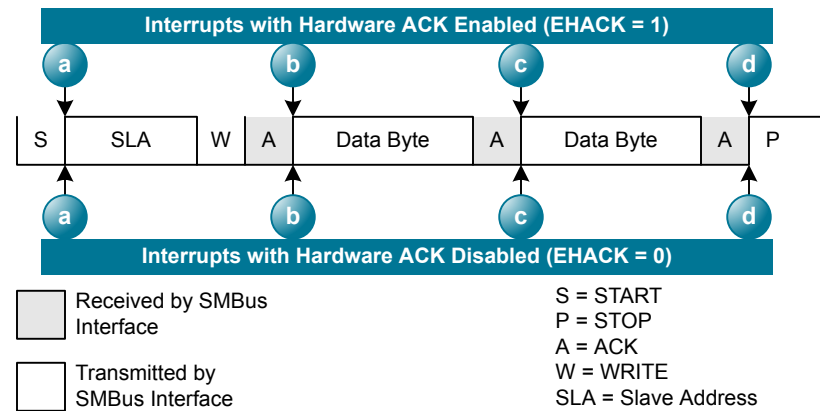 Interrupts with Hardware ACK Enabled (EHACK = 1)
a b c d
S SLA W A Data Byte A Data Byte A P
a b c d
Interrupts with Hardware ACK Disabled (EHACK = 0)
Received by SMBus
Interface
Transmitted by
SMBus Interface
S = START
P = STOP
A = ACK
W = WRITE
SLA = Slave Address